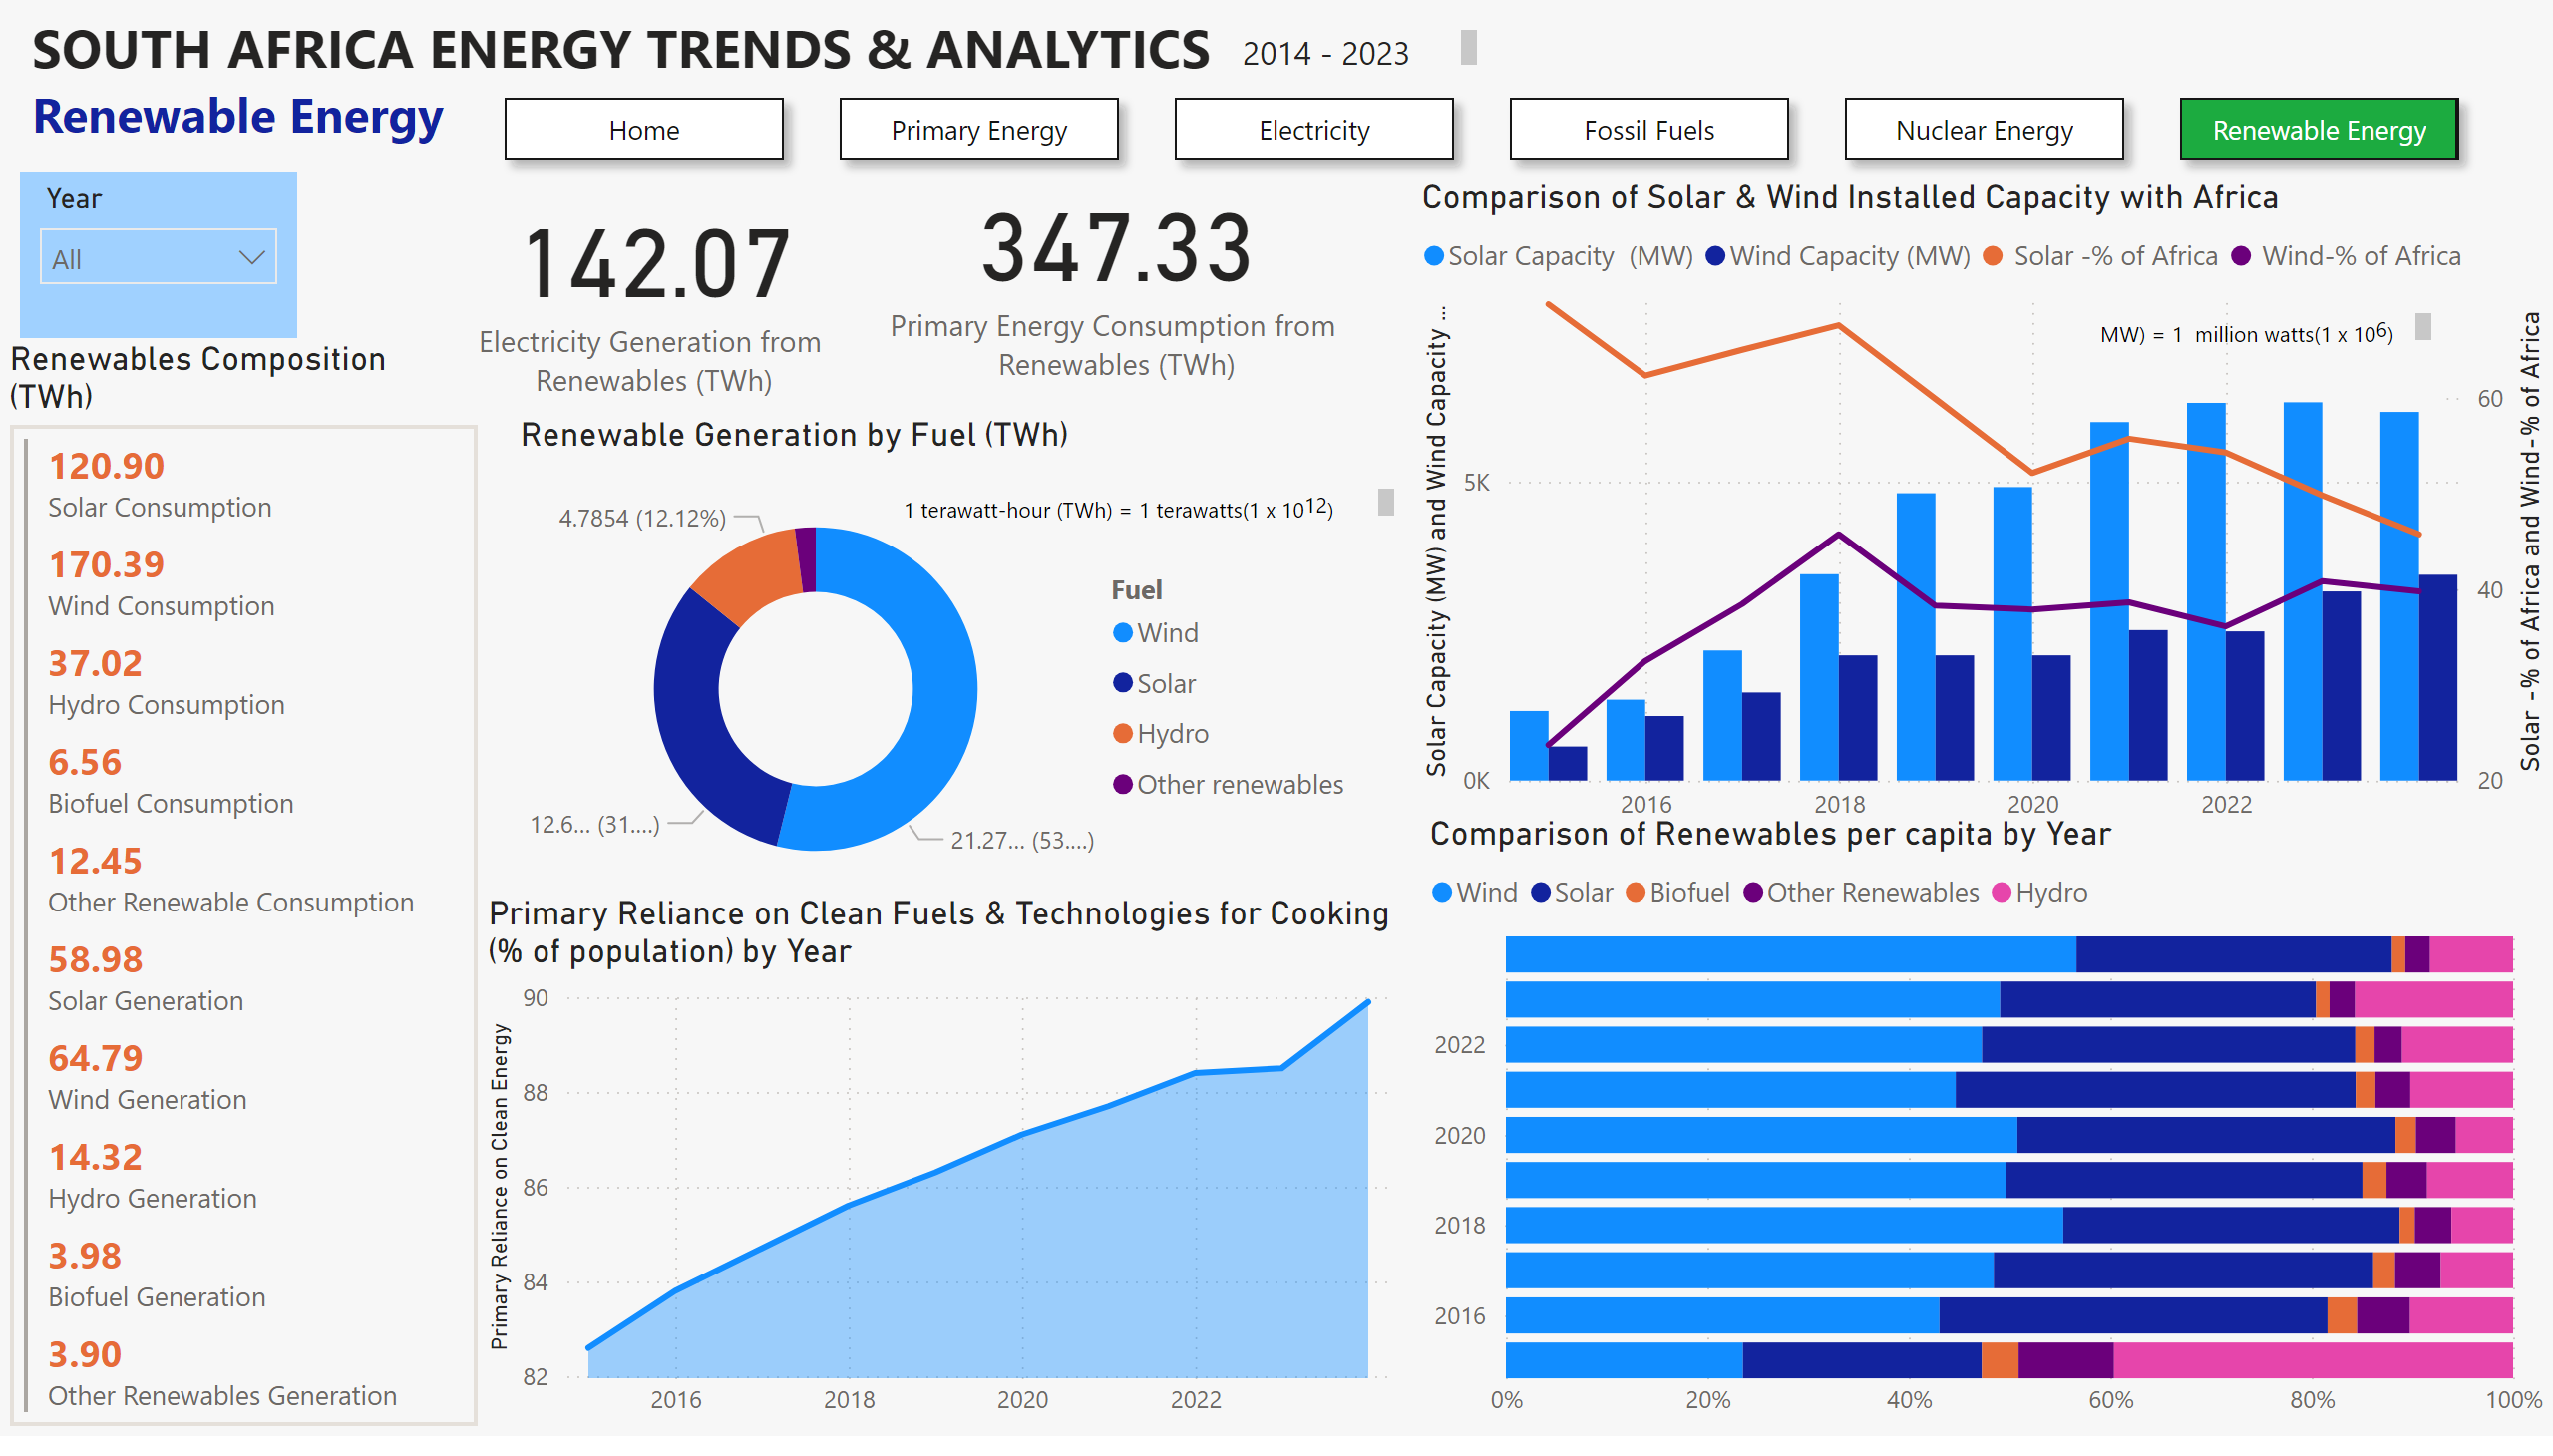 SOUTH AFRICA ENERGY TRENDS & ANALYTICS 2014 - 2023
Renewable Energy
Home
Primary Energy
Electricity
Fossil Fuels
Nuclear Energy
Renewable Energy
Year
All
Renewables Composition
(TWh)
120.90
Solar Consumption
170.39
Wind Consumption
37.02
Hydro Consumption
6.56
Biofuel Consumption
12.45
Other Renewable Consumption
58.98
Solar Generation
64.79
Wind Generation
14.32
Hydro Generation
3.98
Biofuel Generation
3.90
Other Renewables Generation
142.07
Electricity Generation from
Renewables (TWh)
347.33
Primary Energy Consumption from
Renewables (TWh)
Renewable Generation by Fuel (TWh)
1 terawatt-hour (TWh) = 1 terawatts(1 x 10¹²)
4.7854 (12.12%)
12.6... (31....)
21.27... (53....)
Fuel
Wind
Solar
Hydro
Other renewables
Primary Reliance on Clean Fuels & Technologies for Cooking
(% of population) by Year
Primary Reliance on Clean Energy
90
88
86
84
82
2016
2018
2020
2022
Comparison of Solar & Wind Installed Capacity with Africa
Solar Capacity (MW)
Wind Capacity (MW)
Solar -% of Africa
Wind-% of Africa
MW) = 1 million watts(1 x 10⁶)
Solar Capacity (MW) and Wind Capacity ...
5K
0K
60
40
20
Solar -% of Africa and Wind-% of Africa
2016
2018
2020
2022
Comparison of Renewables per capita by Year
Wind
Solar
Biofuel
Other Renewables
Hydro
2022
2020
2018
2016
0%
20%
40%
60%
80%
100%